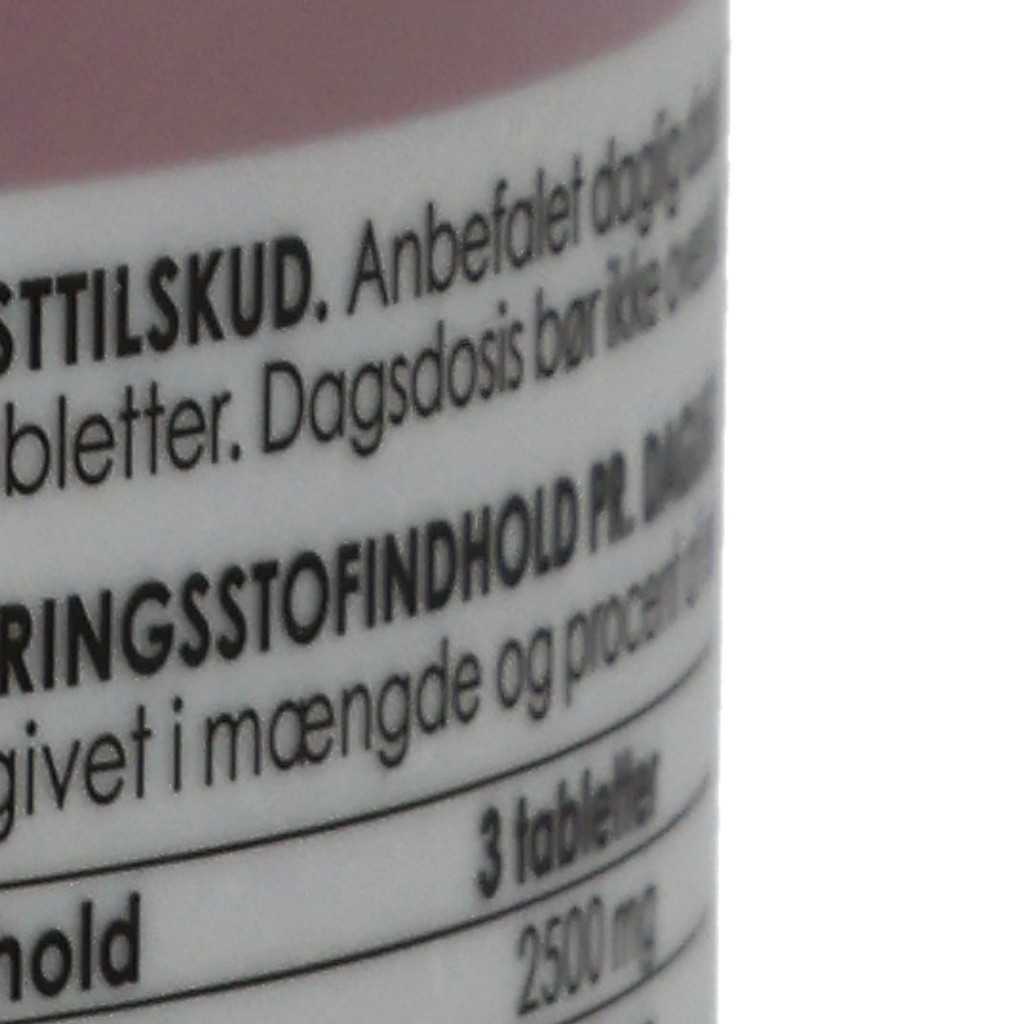 STTILSKUD. Anbefalet daglig
bletter. Dagsdosis bør ikke
RINGSSTOFINDHOLD PR.
givet i mængde og procent
3 tabletter
hold
2500 mg